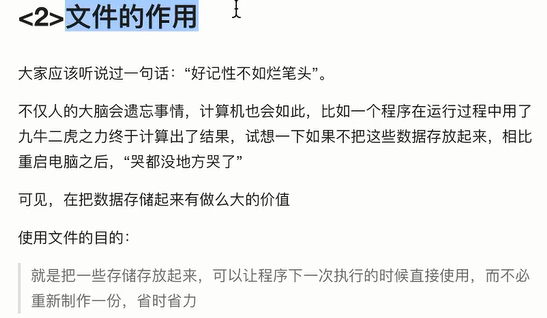 <2>文件的作用
大家应该听说过一句话：“好记性不如烂笔头”。
不仅人的大脑会遗忘事情，计算机也会如此，比如一个程序在运行过程中用了
九牛二虎之力终于计算出了结果，试想一下如果不把这些数据存放起来，相比
重启电脑之后，“哭都没地方哭了”
可见，在把数据存储起来有做么大的价值
使用文件的目的：
就是把一些存储存放起来，可以让程序下一次执行的时候直接使用，而不必
重新制作一份，省时省力